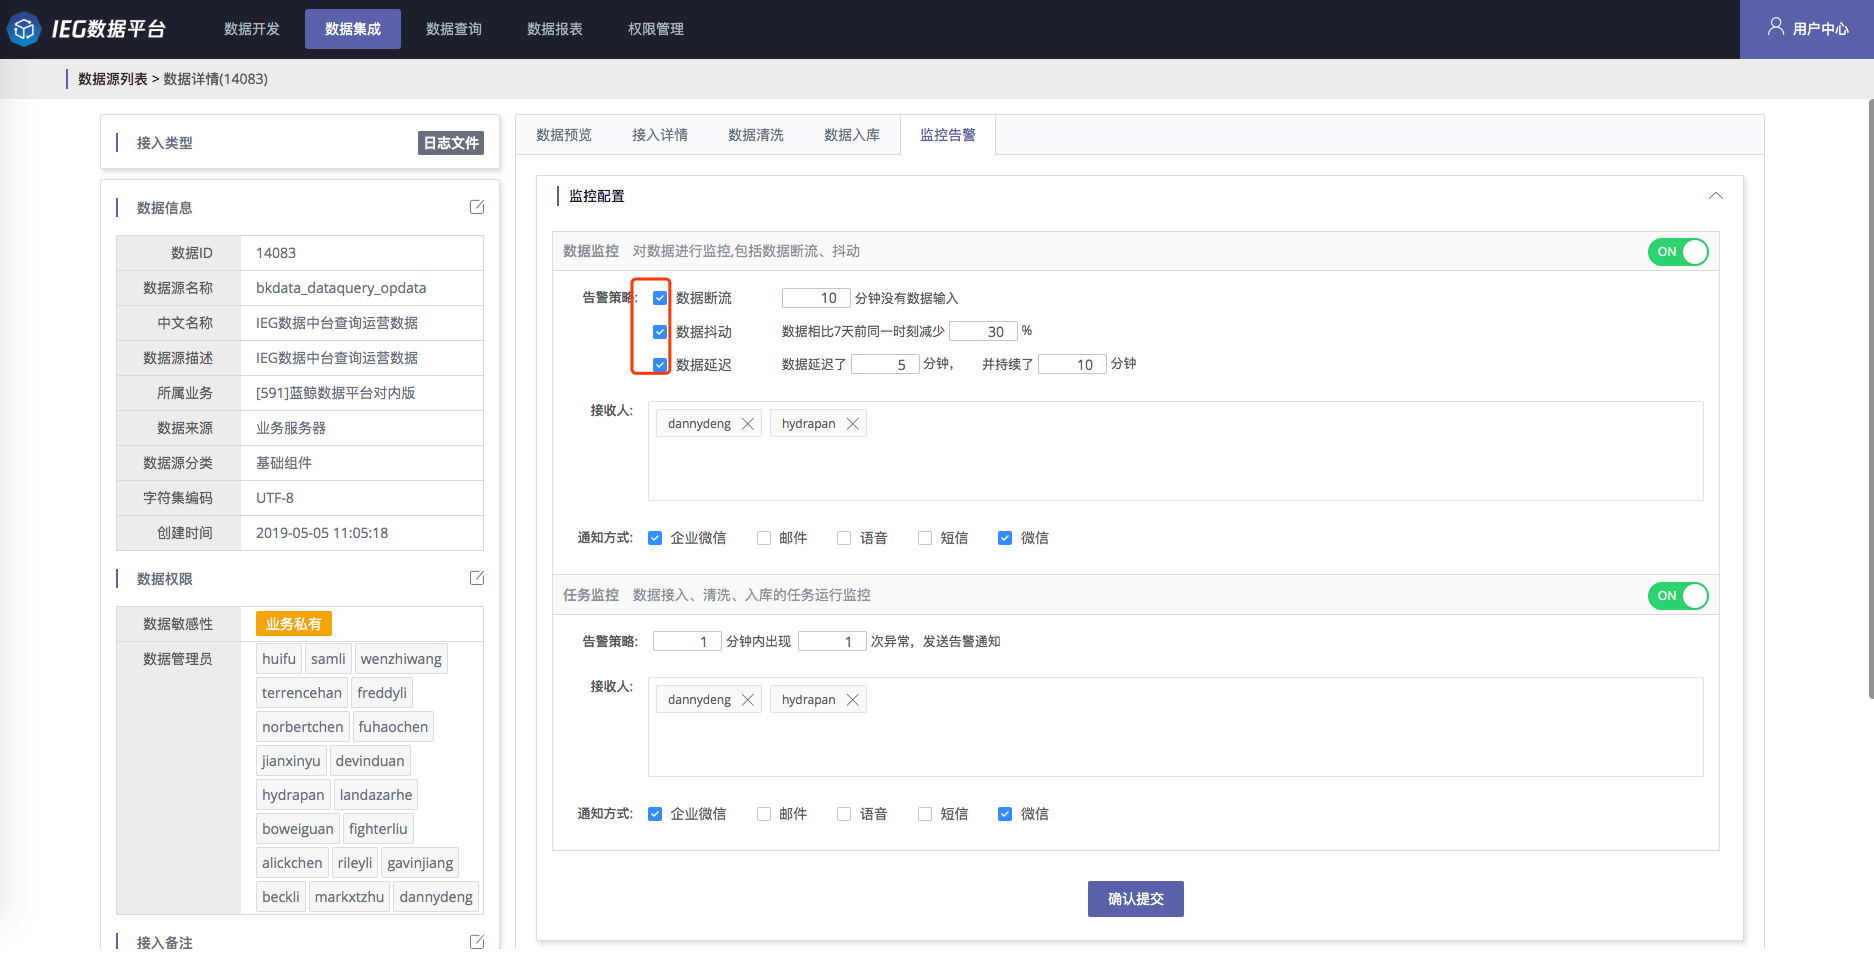 IEG数据平台 数据开发 数据集成 数据查询 数据报表 权限管理 用户中心
数据源列表 > 数据详情(14083)
接入类型 日志文件
数据信息
数据ID 14083
数据源名称 bkdata_dataquery_opdata
中文名称 IEG数据中台查询运营数据
数据源描述 IEG数据中台查询运营数据
所属业务 [591]蓝鲸数据平台对内版
数据来源 业务服务器
数据源分类 基础组件
字符集编码 UTF-8
创建时间 2019-05-05 11:05:18
数据权限
数据敏感性 业务私有
数据管理员 huifu samli wenzhiwang
terrencehan freddyli
norbertchen fuhaochen
jianxinyu devinduan
hydrapan landazarhe
boweiguan fighterliu
alickchen rileyli gavinjiang
beckli markxtzhu dannydeng
接入备注
数据预览 接入详情 数据清洗 数据入库 监控告警
监控配置
数据监控 对数据进行监控,包括数据断流、抖动 ON
告警策略: 数据断流 10 分钟没有数据输入
数据抖动 数据相比7天前同一时刻减少 30 %
数据延迟 数据延迟了 5 分钟, 并持续了 10 分钟
接收人: dannydeng hydrapan
通知方式: 企业微信 邮件 语音 短信 微信
任务监控 数据接入、清洗、入库的任务运行监控 ON
告警策略: 1 分钟内出现 1 次异常，发送告警通知
接收人: dannydeng hydrapan
通知方式: 企业微信 邮件 语音 短信 微信
确认提交